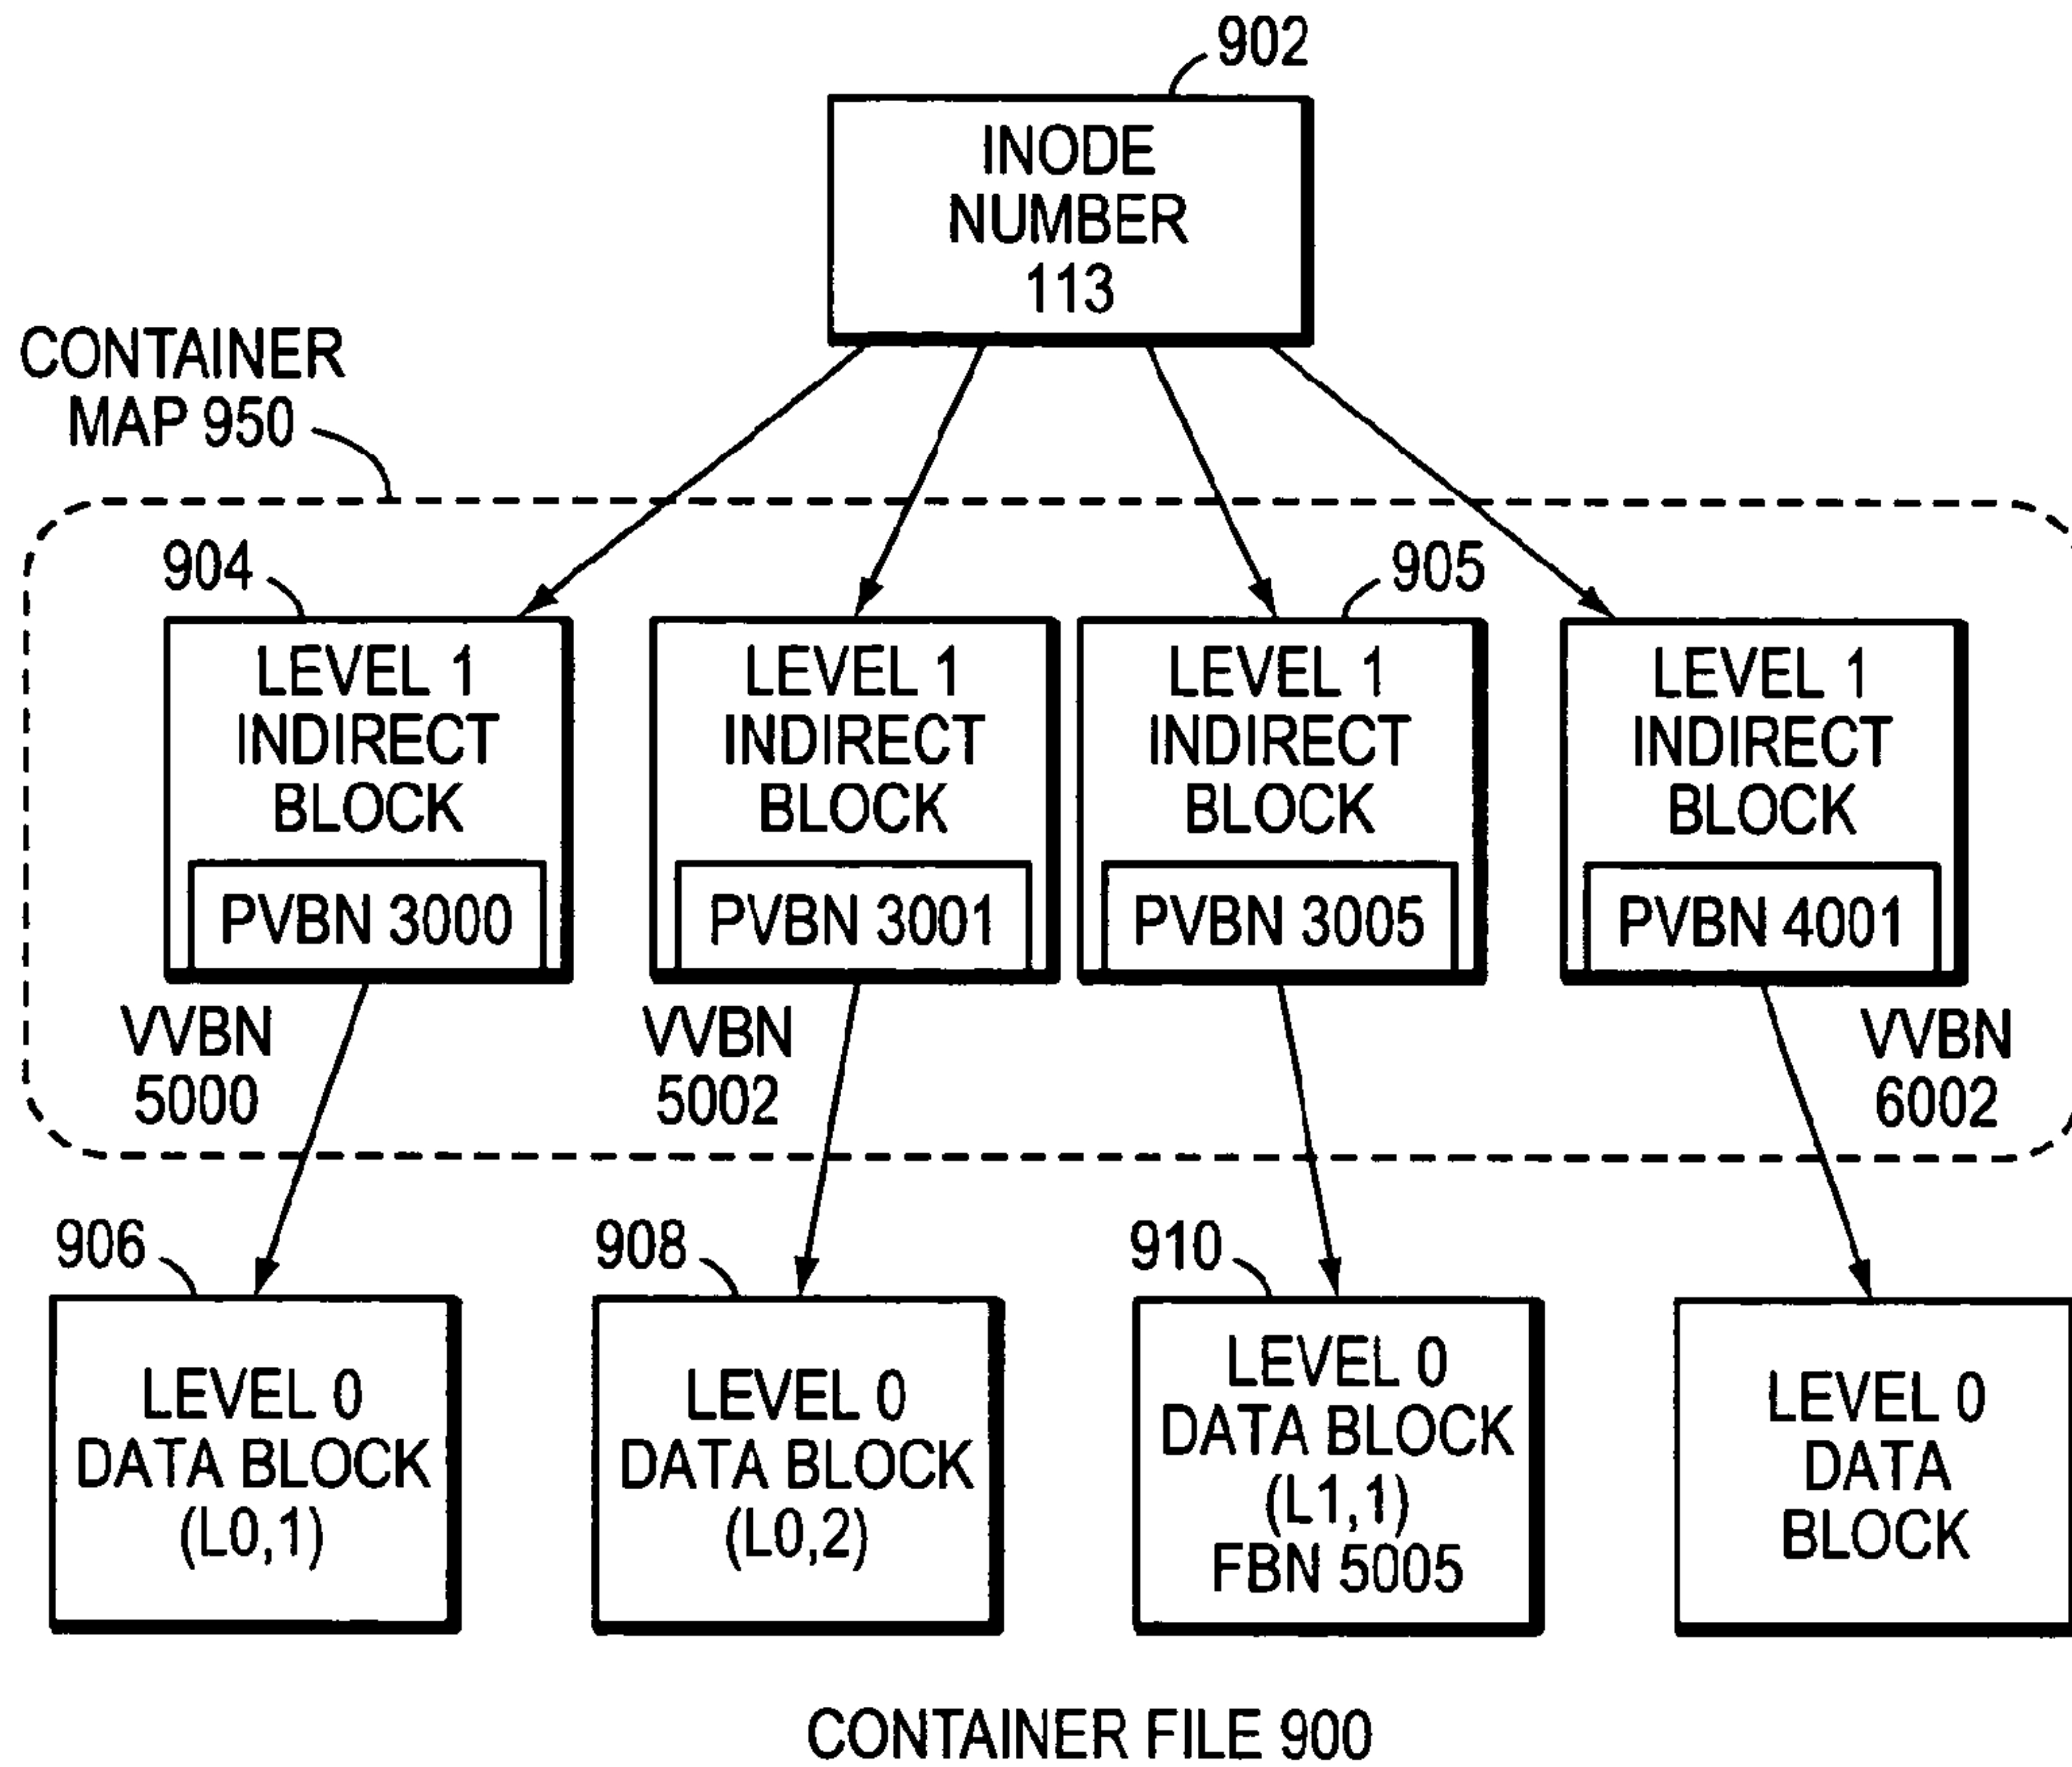 902
INODE
NUMBER
113
CONTAINER
MAP 950
904
905
LEVEL 1
INDIRECT
BLOCK
PVBN 3000
LEVEL 1
INDIRECT
BLOCK
PVBN 3001
LEVEL 1
INDIRECT
BLOCK
PVBN 3005
LEVEL 1
INDIRECT
BLOCK
PVBN 4001
VVBN
5000
VVBN
5002
VVBN
6002
906
908
910
LEVEL 0
DATA BLOCK
(L0,1)
LEVEL 0
DATA BLOCK
(L0,2)
LEVEL 0
DATA BLOCK
(L1,1)
FBN 5005
LEVEL 0
DATA
BLOCK
CONTAINER FILE 900